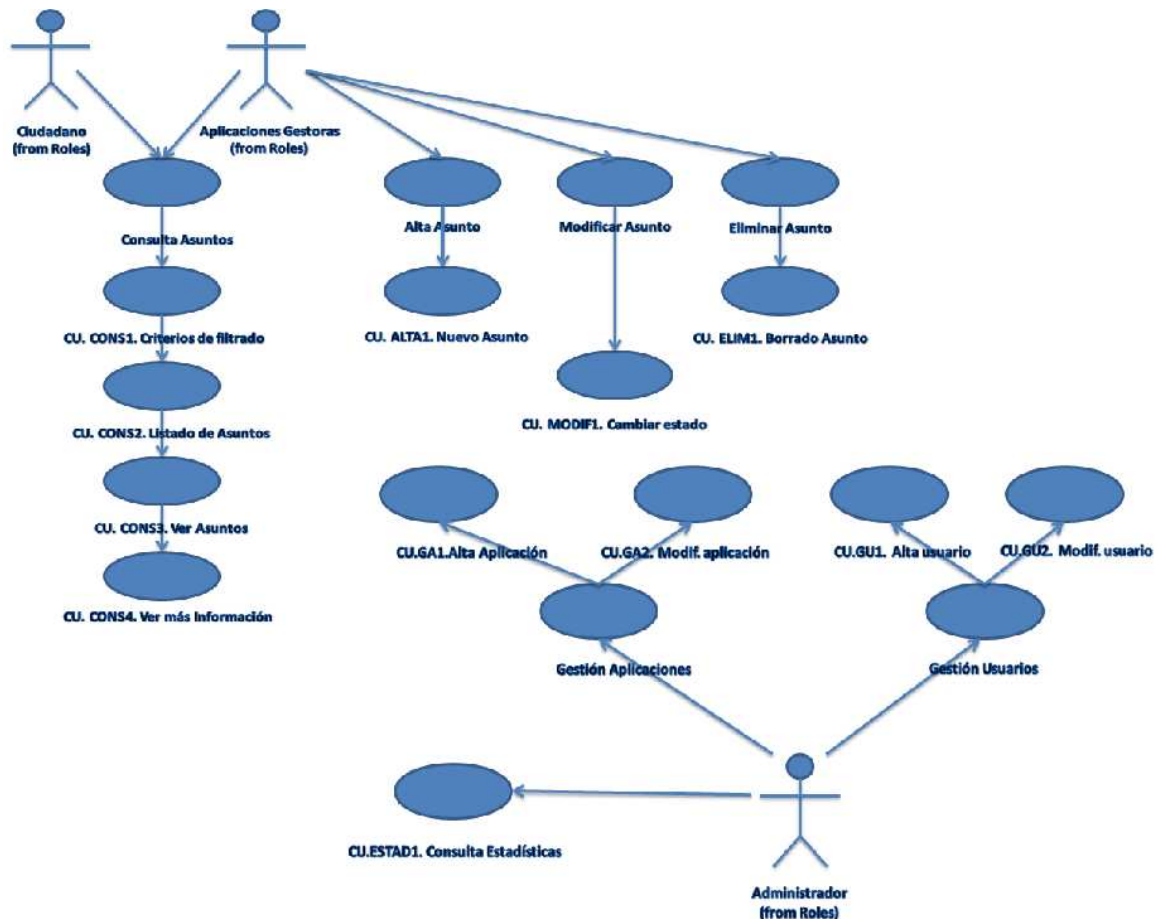 Ciudadano
(from Roles)
Aplicaciones Gestoras
(from Roles)
Consulta Asuntos
Alta Asunto
Modificar Asunto
Eliminar Asunto
CU. CONS1. Criterios de filtrado
CU. ALTA1. Nuevo Asunto
CU. ELIM1. Borrado Asunto
CU. CONS2. Listado de Asuntos
CU. MODIF1. Cambiar estado
CU. CONS3. Ver Asuntos
CU.GA1.Alta Aplicación
CU.GA2. Modif. aplicación
CU.GU1. Alta usuario
CU.GU2. Modif. usuario
CU. CONS4. Ver más Información
Gestión Aplicaciones
Gestión Usuarios
CU.ESTAD1. Consulta Estadísticas
Administrador
(from Roles)